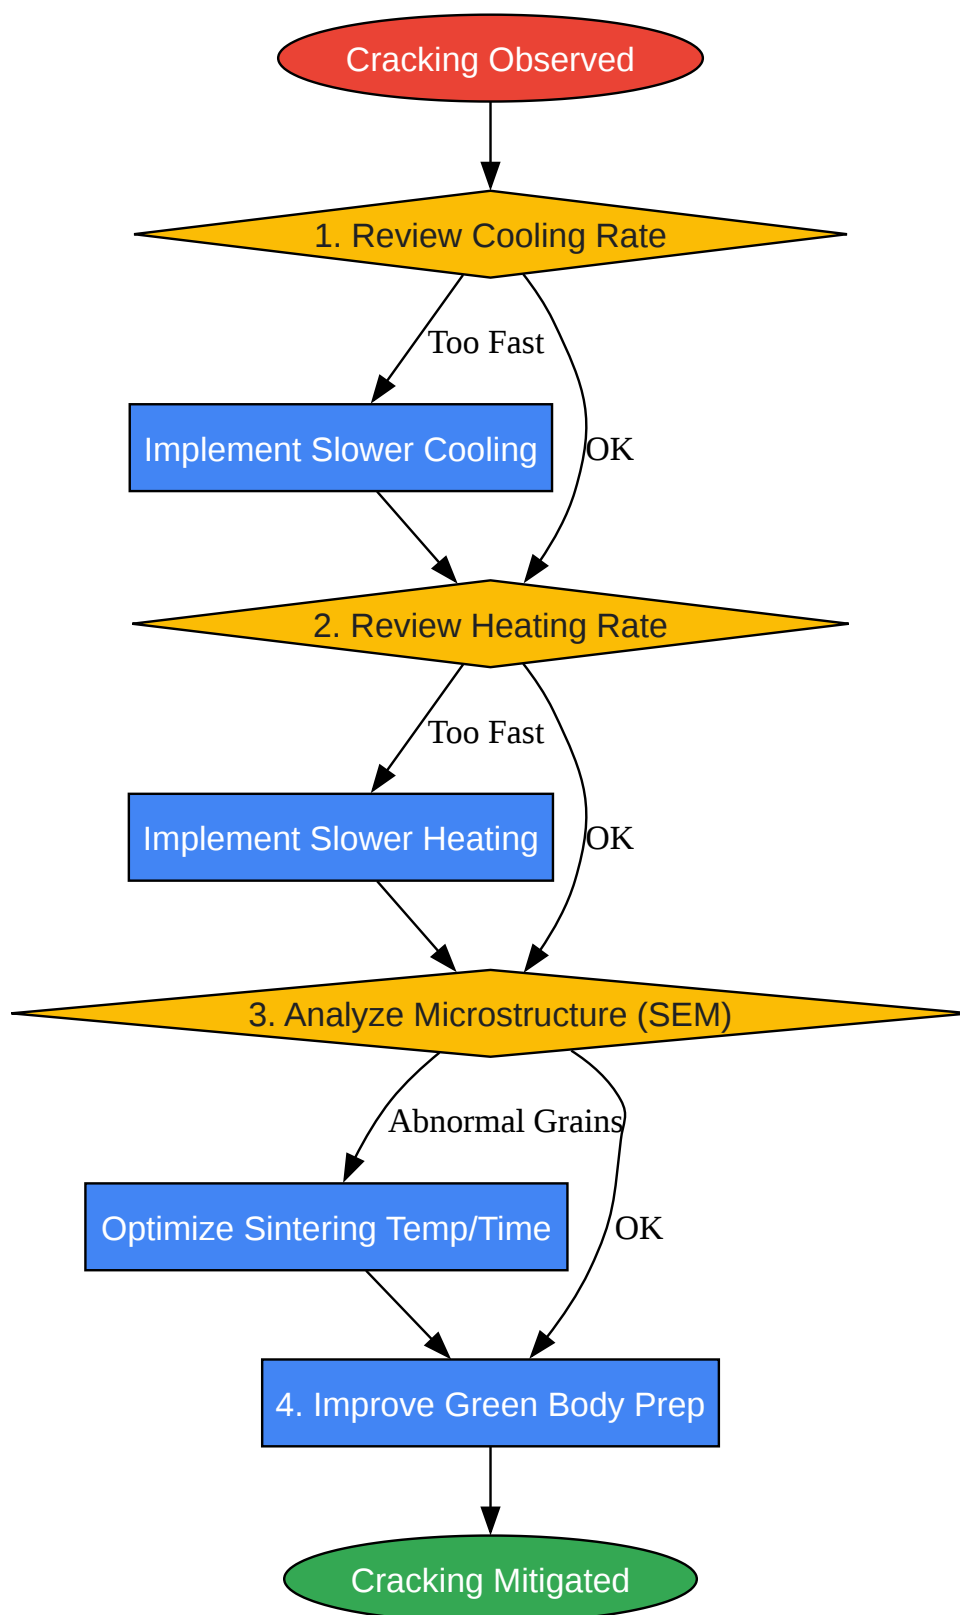 Cracking Observed
1. Review Cooling Rate
Too Fast
Implement Slower Cooling
OK
2. Review Heating Rate
Too Fast
Implement Slower Heating
OK
3. Analyze Microstructure (SEM)
Abnormal Grains
Optimize Sintering Temp/Time
OK
4. Improve Green Body Prep
Cracking Mitigated